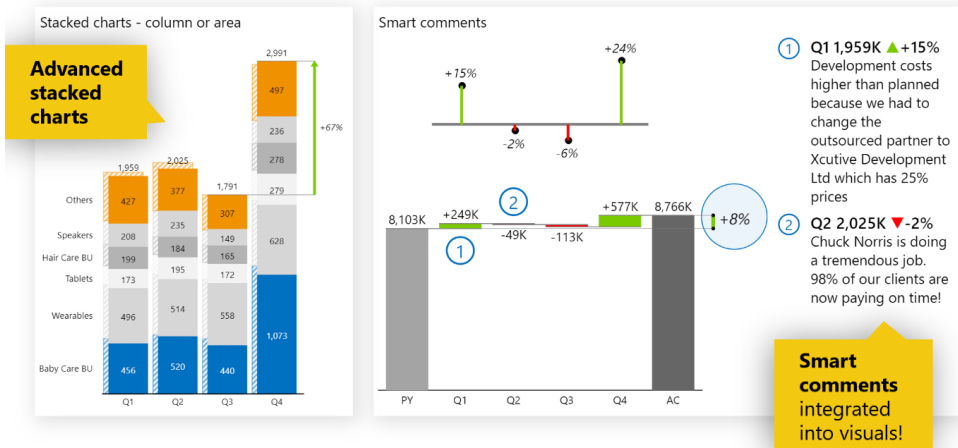 Stacked charts - column or area
Advanced
stacked
charts
2,991
497
+67%
236
278
279
628
1,073
1,959
2,025
1,791
Others
427
377
307
Speakers
208
235
149
Hair Care BU
199
184
165
Tablets
173
195
172
Wearables
496
514
558
Baby Care BU
456
520
440
Q1
Q2
Q3
Q4
Smart comments
+15%
-2%
-6%
+24%
8,103K
+249K
-49K
-113K
+577K
8,766K
+8%
1
2
PY
Q1
Q2
Q3
Q4
AC
1 Q1 1,959K ▲+15%
Development costs
higher than planned
because we had to
change the
outsourced partner to
Xcutive Development
Ltd which has 25%
prices
2 Q2 2,025K ▼-2%
Chuck Norris is doing
a tremendous job.
98% of our clients are
now paying on time!
Smart
comments
integrated
into visuals!